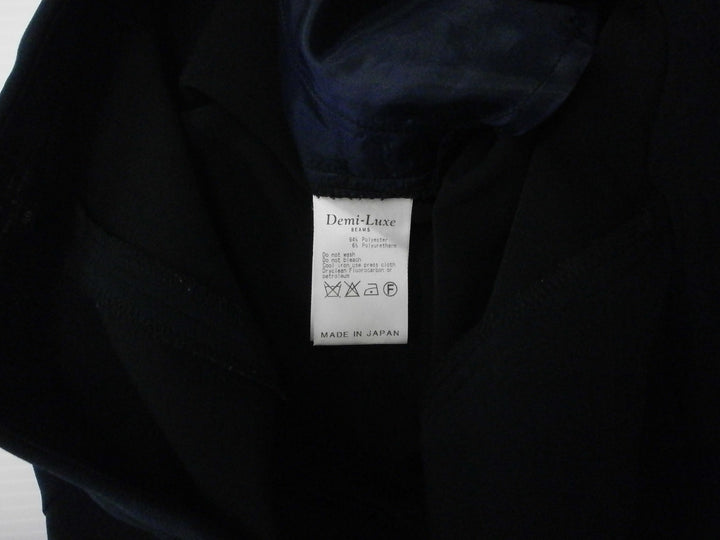 Demi-Luxe
BEAMS
94% Polyester
6% Polyurethane
Do not wash
Do not bleach
Cool iron,use press cloth
Dryclean Fluorocarbon or
petroleum
F
MADE IN JAPAN